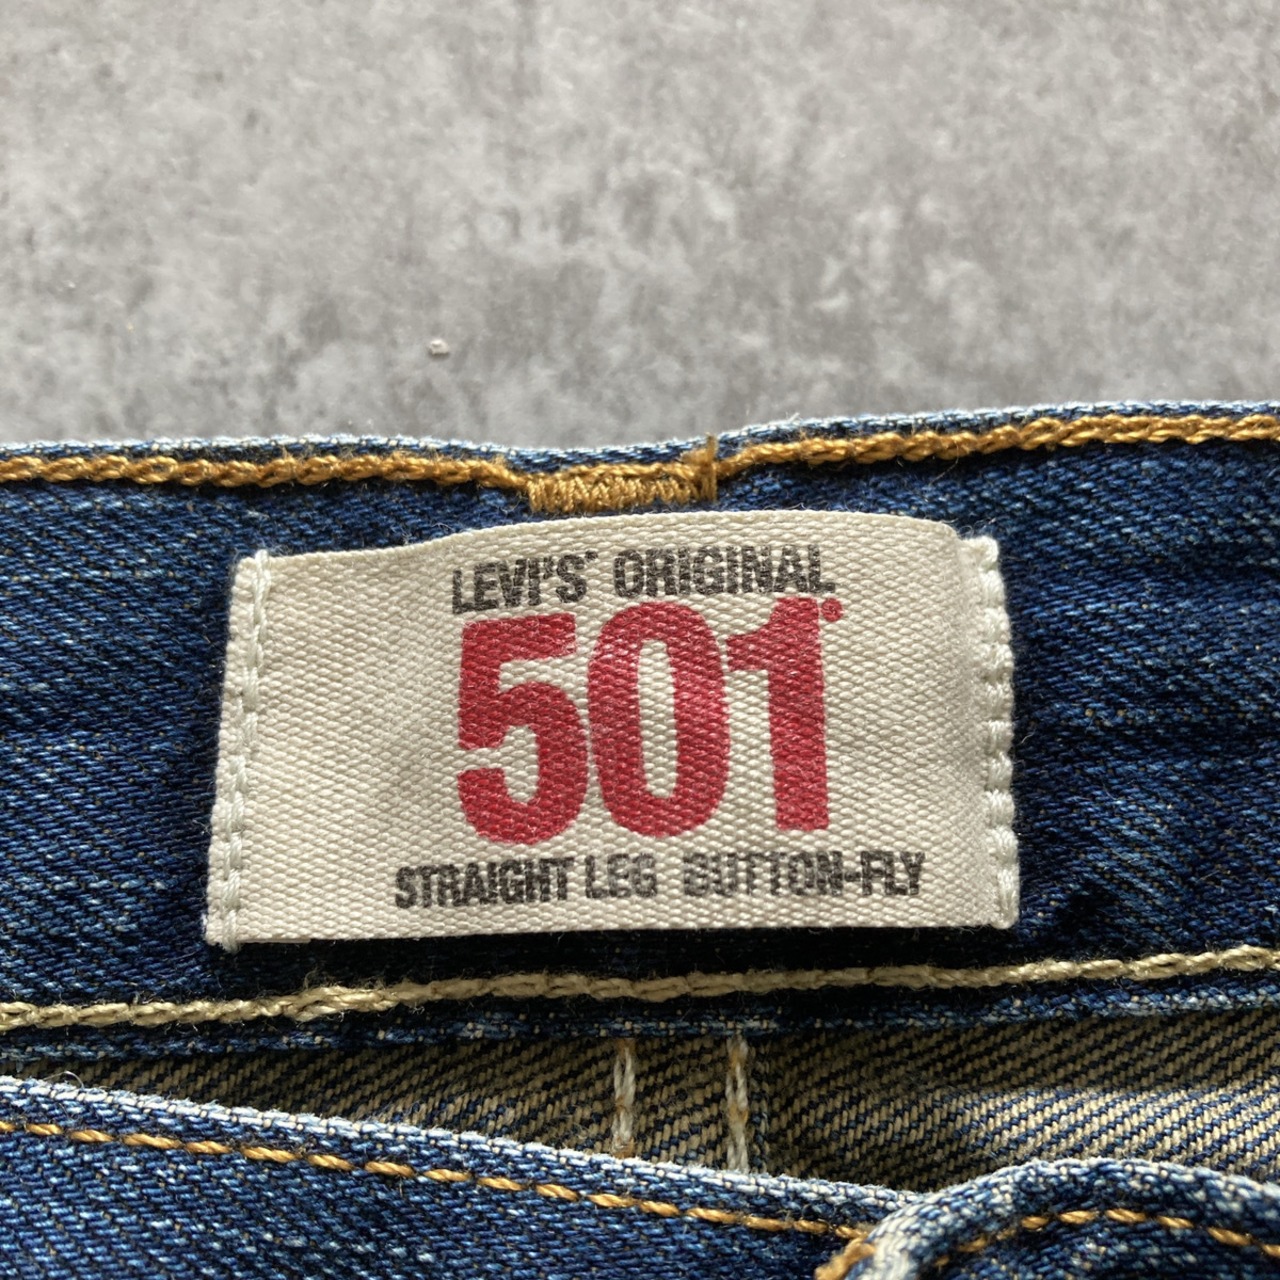 LEVI'S® ORIGINAL
501®
STRAIGHT LEG BUTTON-FLY